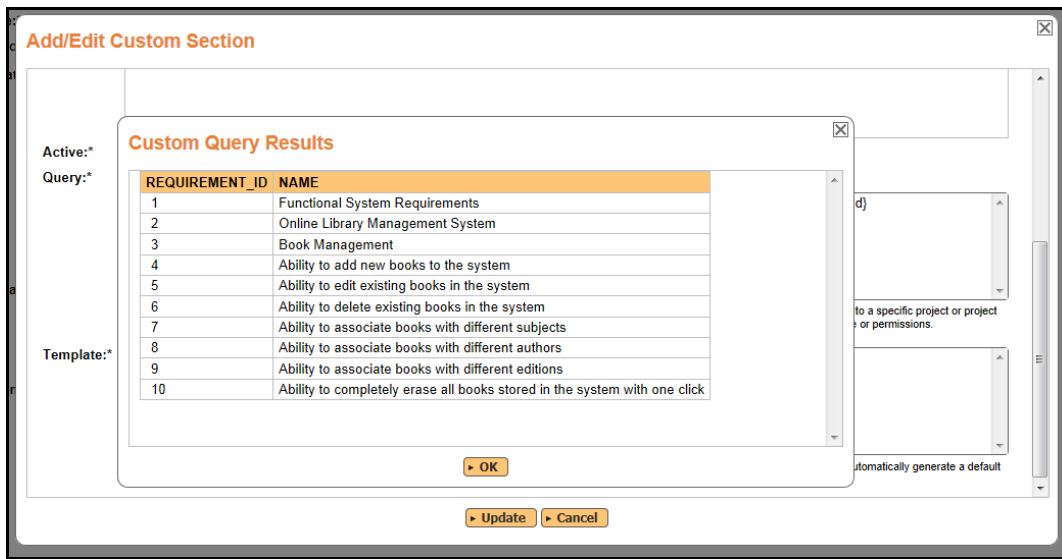 Add/Edit Custom Section
Active:*
Query:*
Custom Query Results
REQUIREMENT_ID NAME
1 Functional System Requirements
2 Online Library Management System
3 Book Management
4 Ability to add new books to the system
5 Ability to edit existing books in the system
6 Ability to delete existing books in the system
7 Ability to associate books with different subjects
8 Ability to associate books with different authors
9 Ability to associate books with different editions
10 Ability to completely erase all books stored in the system with one click
OK
d}
to a specific project or project
or permissions.
Template:*
utomatically generate a default
Update Cancel